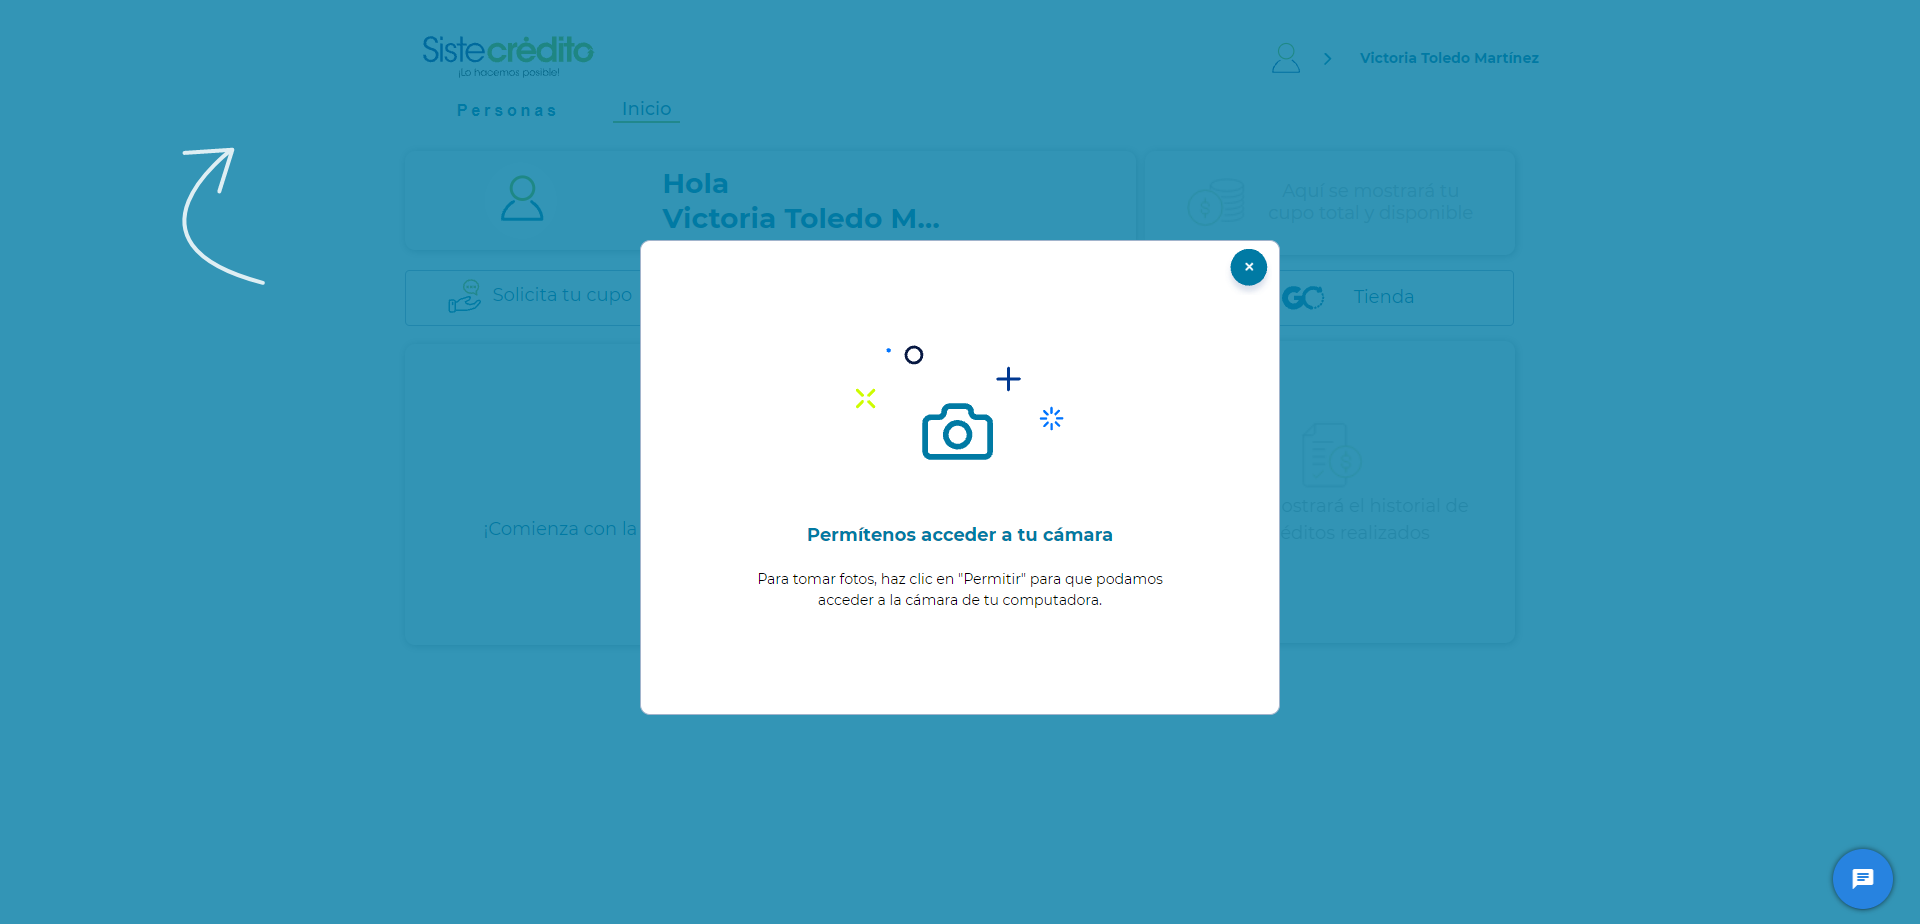 Sistecrédito
¡Lo hacemos posible!
Victoria Toledo Martínez
Personas
Inicio
Hola
Victoria Toledo M...
Aquí se mostrará tu
cupo total y disponible
Solicita tu cupo
GO
Tienda
¡Comienza con la
ostrará el historial de
éditos realizados
Permítenos acceder a tu cámara
Para tomar fotos, haz clic en "Permitir" para que podamos
acceder a la cámara de tu computadora.